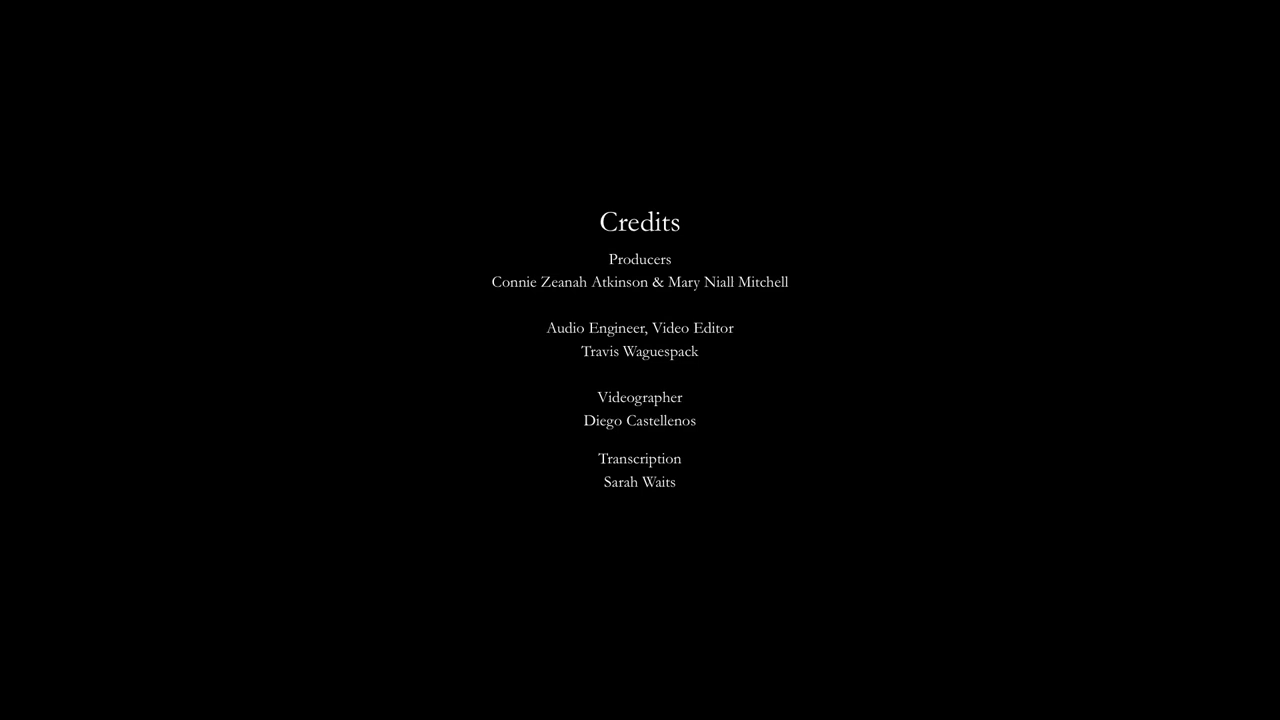 Credits
Producers
Connie Zeanah Atkinson & Mary Niall Mitchell
Audio Engineer, Video Editor
Travis Waguespack
Videographer
Diego Castellenos
Transcription
Sarah Waits